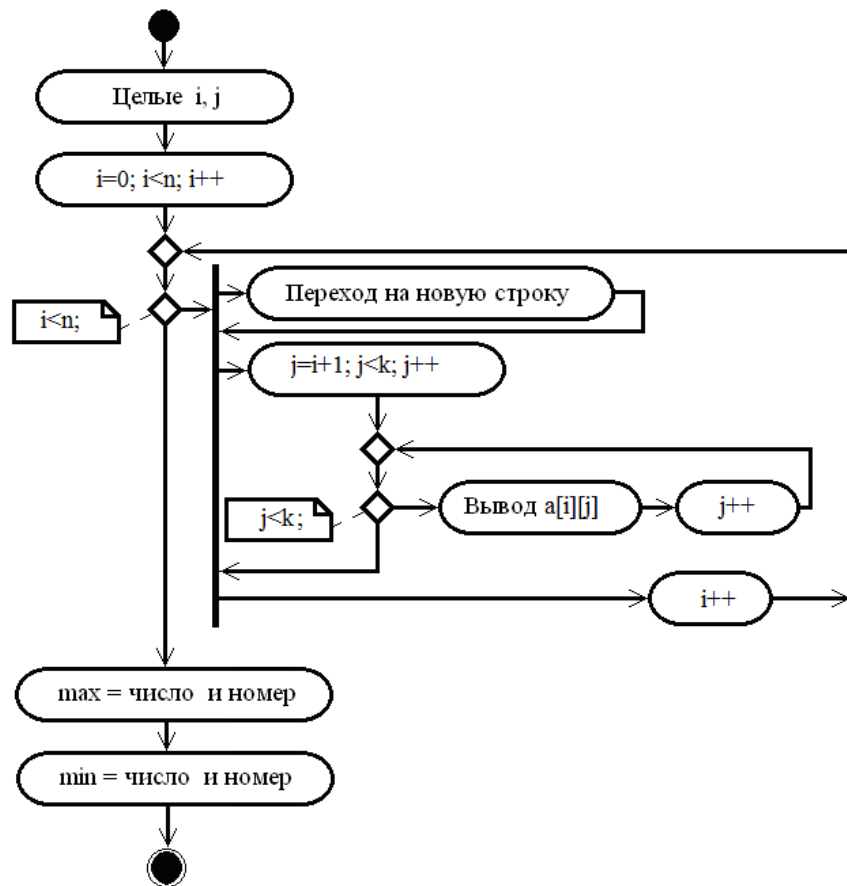 Целые i, j
i=0; i<n; i++
Переход на новую строку
i<n;
j=i+1; j<k; j++
j<k;
Вывод a[i][j]
j++
i++
max = число и номер
min = число и номер